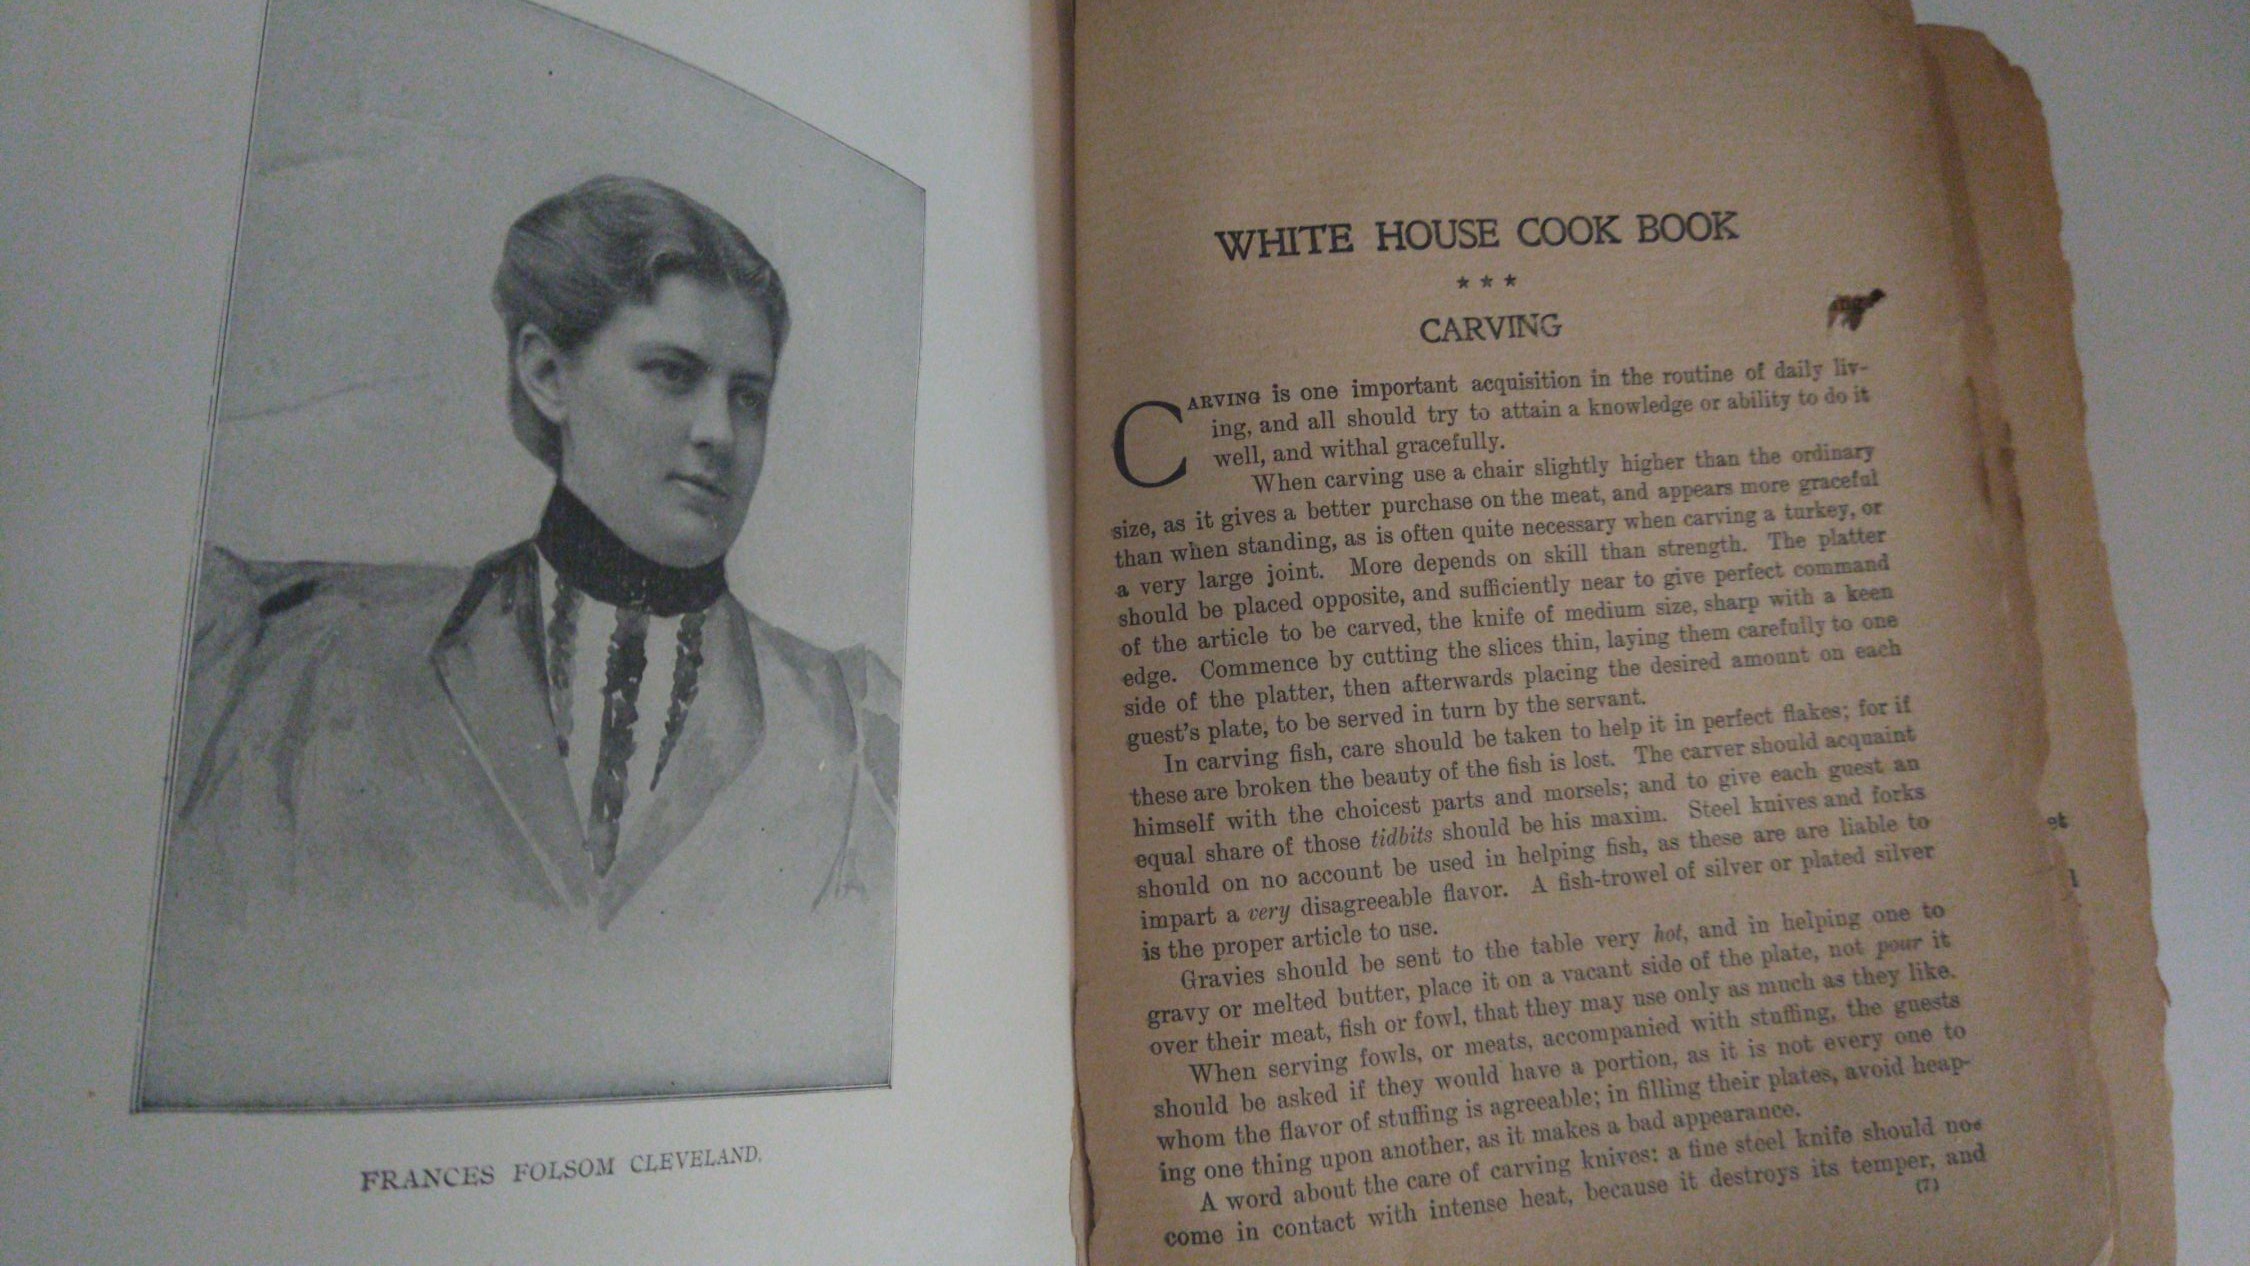 FRANCES FOLSOM CLEVELAND.
WHITE HOUSE COOK BOOK
★ ★ ★
CARVING
CARVING is one important acquisition in the routine of daily liv-
ing, and all should try to attain a knowledge or ability to do it
well, and withal gracefully.
When carving use a chair slightly higher than the ordinary
size, as it gives a better purchase on the meat, and appears more graceful
than when standing, as is often quite necessary when carving a turkey, or
a very large joint. More depends on skill than strength. The platter
should be placed opposite, and sufficiently near to give perfect command
of the article to be carved, the knife of medium size, sharp with a keen
edge. Commence by cutting the slices thin, laying them carefully to one
side of the platter, then afterwards placing the desired amount on each
guest's plate, to be served in turn by the servant.
In carving fish, care should be taken to help it in perfect flakes; for if
these are broken the beauty of the fish is lost. The carver should acquaint
himself with the choicest parts and morsels; and to give each guest an
equal share of those tidbits should be his maxim. Steel knives and forks
should on no account be used in helping fish, as these are are liable to
impart a very disagreeable flavor. A fish-trowel of silver or plated silver
is the proper article to use.
Gravies should be sent to the table very hot, and in helping one to
gravy or melted butter, place it on a vacant side of the plate, not pour it
over their meat, fish or fowl, that they may use only as much as they like.
When serving fowls, or meats, accompanied with stuffing, the guests
should be asked if they would have a portion, as it is not every one to
whom the flavor of stuffing is agreeable; in filling their plates, avoid heap-
ing one thing upon another, as it makes a bad appearance.
A word about the care of carving knives: a fine steel knife should not
come in contact with intense heat, because it destroys its temper, and
(7)
et